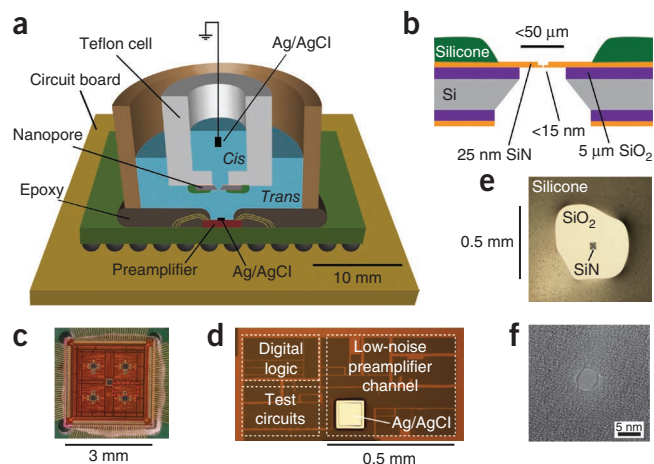 a
Teflon cell
Ag/AgCl
Circuit board
Nanopore
Cis
Epoxy
Trans
Preamplifier
Ag/AgCl
10 mm
b
<50 μm
Silicone
Si
<15 nm
25 nm SiN
5 μm SiO₂
c
3 mm
d
Digital logic
Low-noise preamplifier channel
Test circuits
Ag/AgCl
0.5 mm
e
Silicone
SiO₂
0.5 mm
SiN
f
5 nm